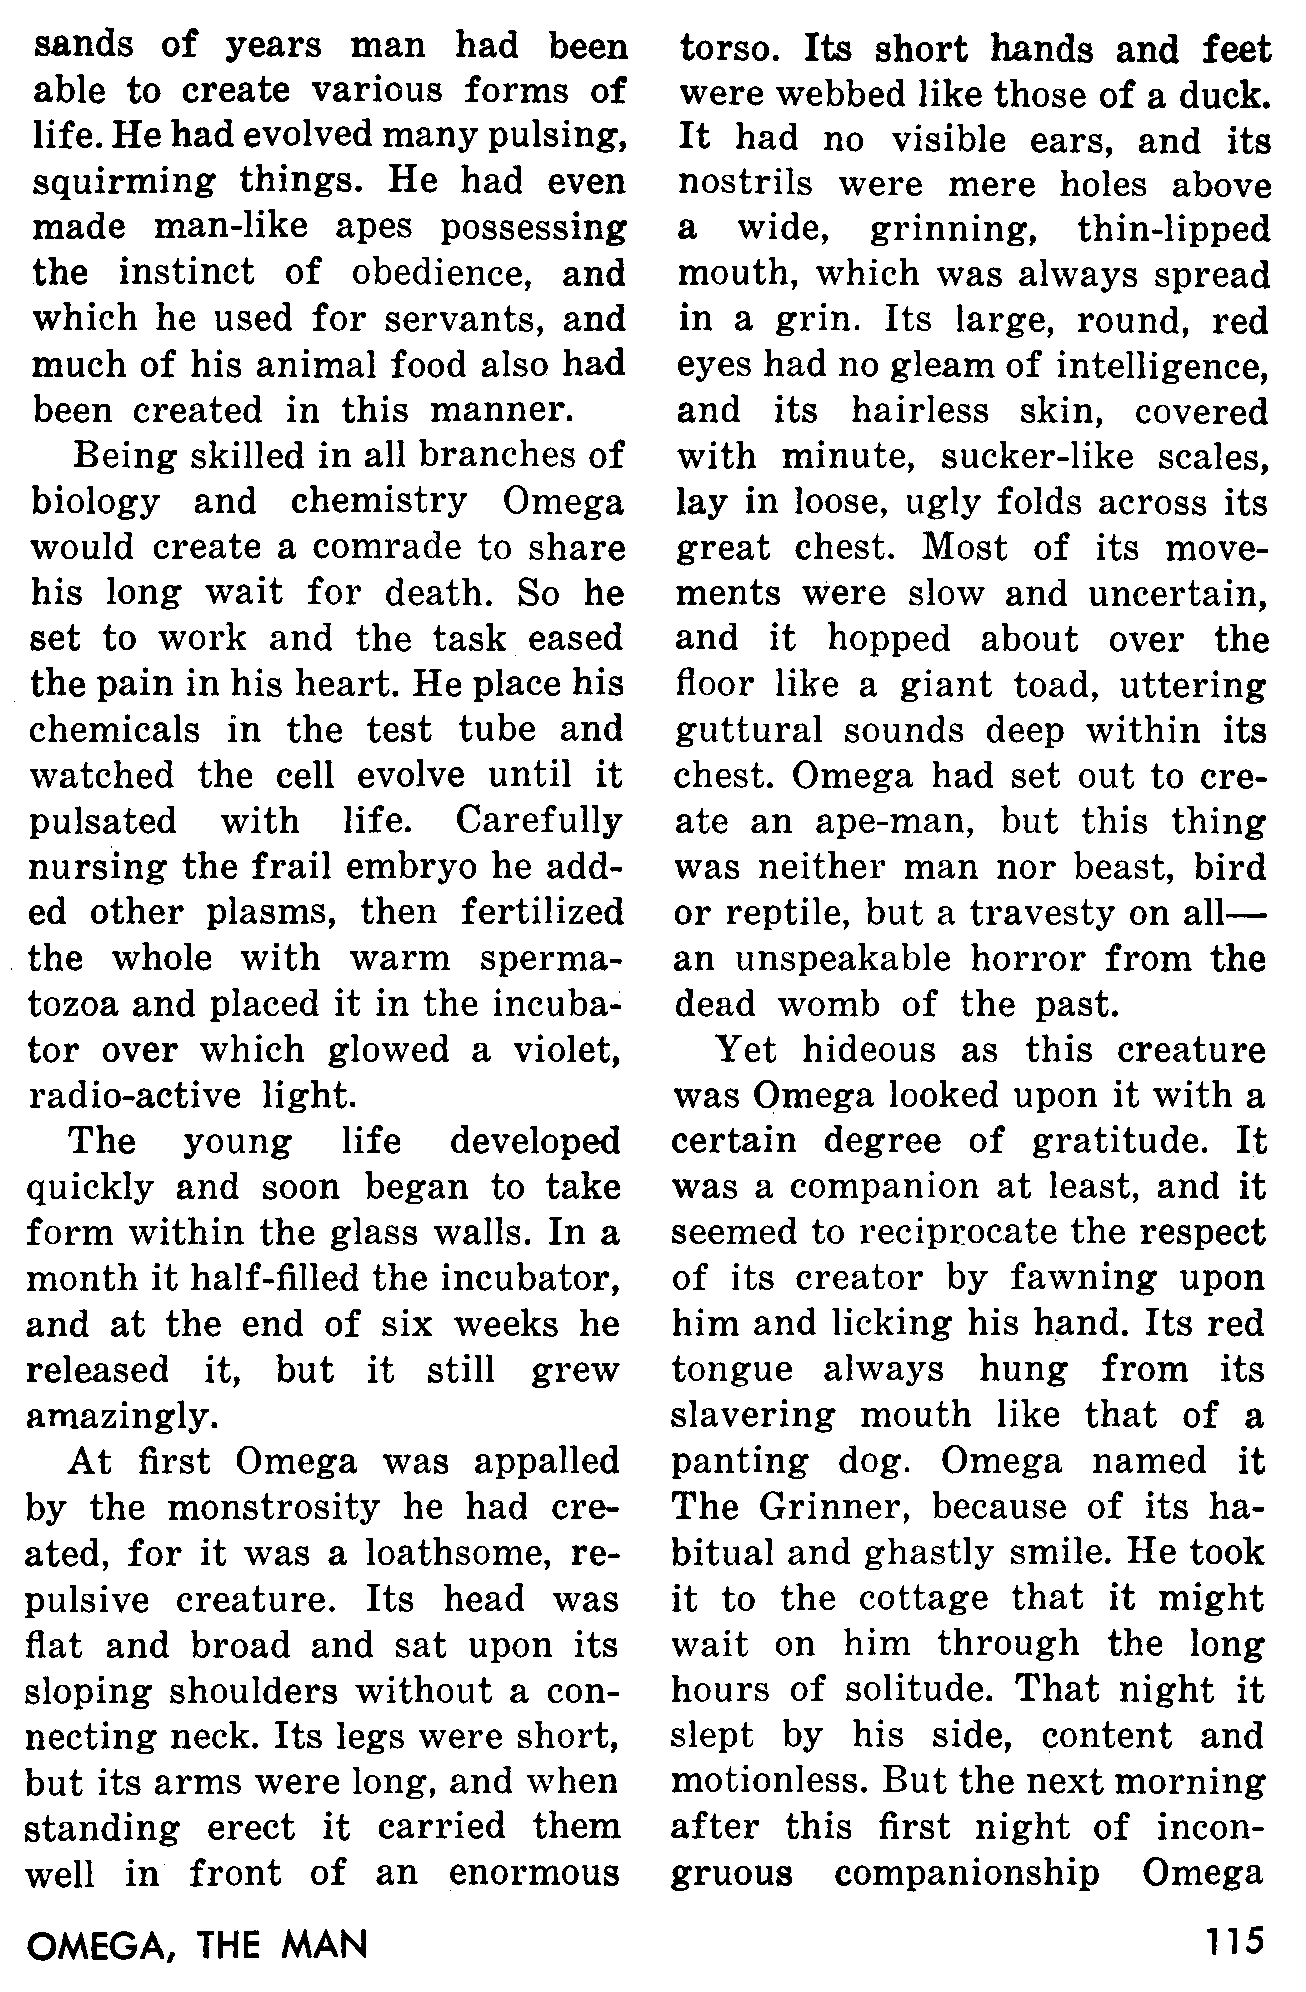 sands of years man had been
able to create various forms of
life. He had evolved many pulsing,
squirming things. He had even
made man-like apes possessing
the instinct of obedience, and
which he used for servants, and
much of his animal food also had
been created in this manner.
Being skilled in all branches of
biology and chemistry Omega
would create a comrade to share
his long wait for death. So he
set to work and the task eased
the pain in his heart. He place his
chemicals in the test tube and
watched the cell evolve until it
pulsated with life. Carefully
nursing the frail embryo he add-
ed other plasms, then fertilized
the whole with warm sperma-
tozoa and placed it in the incuba-
tor over which glowed a violet,
radio-active light.
The young life developed
quickly and soon began to take
form within the glass walls. In a
month it half-filled the incubator,
and at the end of six weeks he
released it, but it still grew
amazingly.
At first Omega was appalled
by the monstrosity he had cre-
ated, for it was a loathsome, re-
pulsive creature. Its head was
flat and broad and sat upon its
sloping shoulders without a con-
necting neck. Its legs were short,
but its arms were long, and when
standing erect it carried them
well in front of an enormous
torso. Its short hands and feet
were webbed like those of a duck.
It had no visible ears, and its
nostrils were mere holes above
a wide, grinning, thin-lipped
mouth, which was always spread
in a grin. Its large, round, red
eyes had no gleam of intelligence,
and its hairless skin, covered
with minute, sucker-like scales,
lay in loose, ugly folds across its
great chest. Most of its move-
ments were slow and uncertain,
and it hopped about over the
floor like a giant toad, uttering
guttural sounds deep within its
chest. Omega had set out to cre-
ate an ape-man, but this thing
was neither man nor beast, bird
or reptile, but a travesty on all—
an unspeakable horror from the
dead womb of the past.
Yet hideous as this creature
was Omega looked upon it with a
certain degree of gratitude. It
was a companion at least, and it
seemed to reciprocate the respect
of its creator by fawning upon
him and licking his hand. Its red
tongue always hung from its
slavering mouth like that of a
panting dog. Omega named it
The Grinner, because of its ha-
bitual and ghastly smile. He took
it to the cottage that it might
wait on him through the long
hours of solitude. That night it
slept by his side, content and
motionless. But the next morning
after this first night of incon-
gruous companionship Omega
OMEGA, THE MAN
115